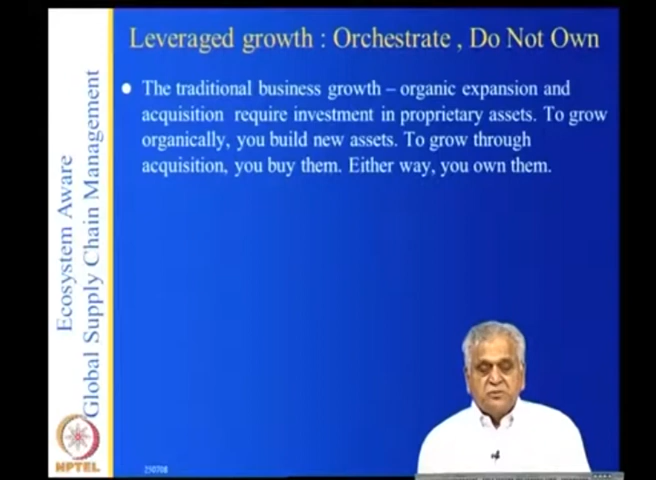 Leveraged growth : Orchestrate , Do Not Own
The traditional business growth – organic expansion and
acquisition require investment in proprietary assets. To grow
organically, you build new assets. To grow through
acquisition, you buy them. Either way, you own them.
Ecosystem Aware
Global Supply Chain Management
NPTEL
250708